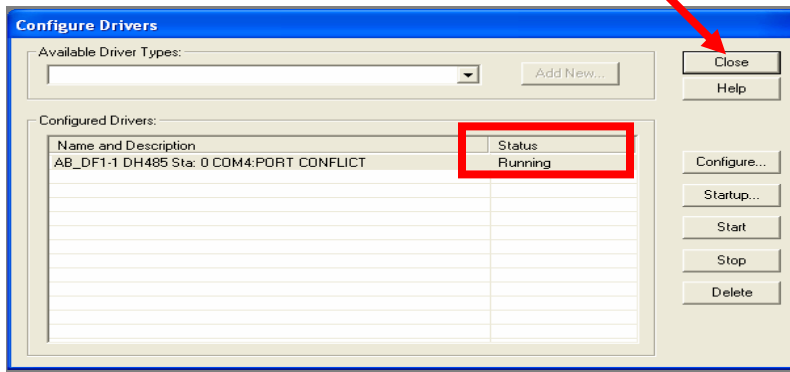 Configure Drivers
Available Driver Types:
Add New...
Close
Help
Configured Drivers:
Name and Description Status
AB_DF1-1 DH485 Sta: 0 COM4:PORT CONFLICT Running
Configure...
Startup...
Start
Stop
Delete